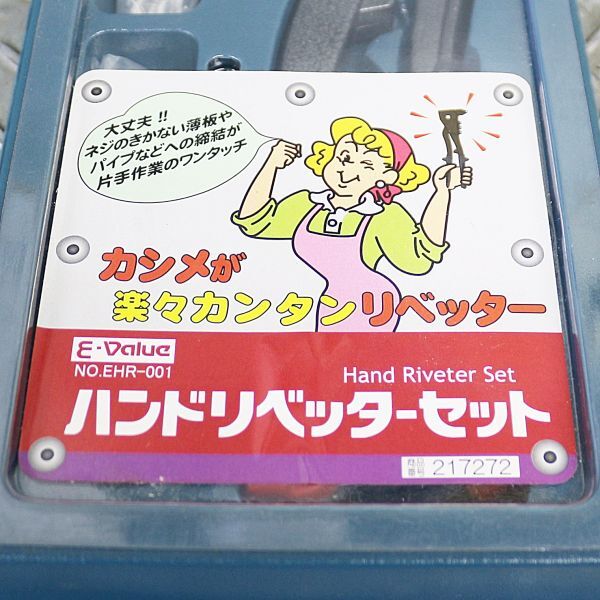 大丈夫!!
ネジのきかない薄板や
パイプなどへの締結が
片手作業のワンタッチ
カシメが
楽々カンタンリベッター
E-Value
NO.EHR-001
Hand Riveter Set
ハンドリベッターセット
商品番号 217272